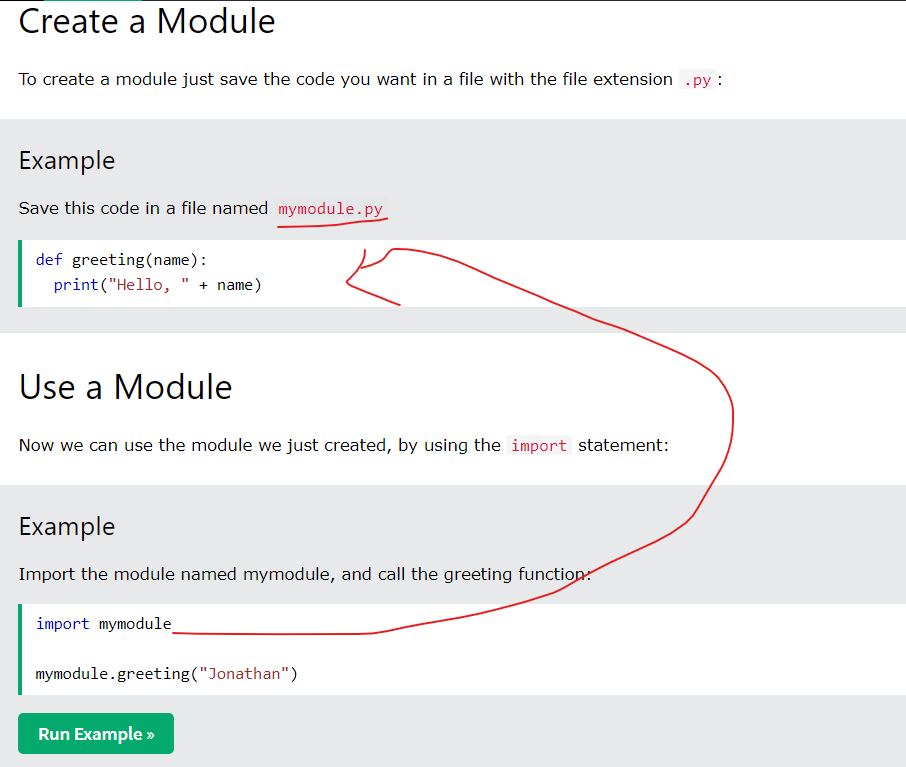 Create a Module
To create a module just save the code you want in a file with the file extension .py:
Example
Save this code in a file named mymodule.py
def greeting(name):
  print("Hello, " + name)
Use a Module
Now we can use the module we just created, by using the import statement:
Example
Import the module named mymodule, and call the greeting function:
import mymodule
mymodule.greeting("Jonathan")
Run Example »